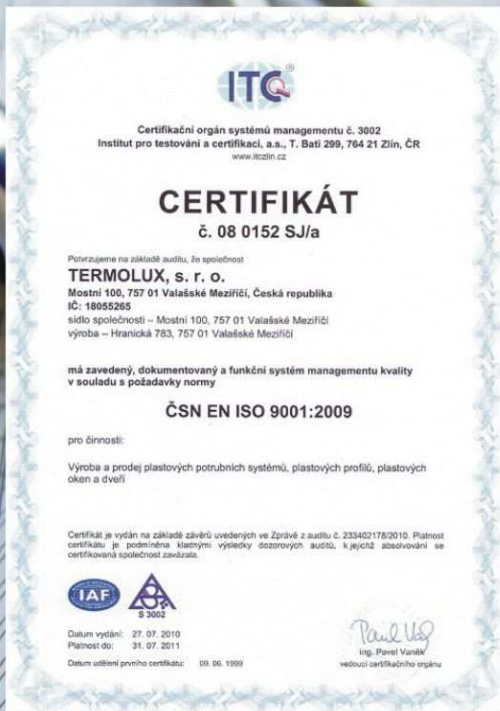 ITC®
Certifikační orgán systémů managementu č. 3002
Institut pro testování a certifikaci, a.s., T. Bati 299, 764 21 Zlín, ČR
www.itczlin.cz
CERTIFIKÁT
č. 08 0152 SJ/a
Potvrzujeme na základě auditu, že společnost
TERMOLUX, s. r. o.
Mostní 100, 757 01 Valašské Meziříčí, Česká republika
IČ: 18055265
sídlo společnosti – Mostní 100, 757 01 Valašské Meziříčí
výroba – Hranická 783, 757 01 Valašské Meziříčí
má zavedený, dokumentovaný a funkční systém managementu kvality
v souladu s požadavky normy
ČSN EN ISO 9001:2009
pro činnosti:
Výroba a prodej plastových potrubních systémů, plastových profilů, plastových
oken a dveří
Certifikát je vydán na základě závěrů uvedených ve Zprávě z auditu č. 233402178/2010. Platnost
certifikátu je podmíněna kladnými výsledky dozorových auditů, k jejichž absolvování se
certifikovaná společnost zavázala.
IAF
S 3002
Datum vydání: 27. 07. 2010
Platnost do: 31. 07. 2011
Datum udělení prvního certifikátu: 09. 06. 1999
Ing. Pavel Vaněk
vedoucí certifikačního orgánu